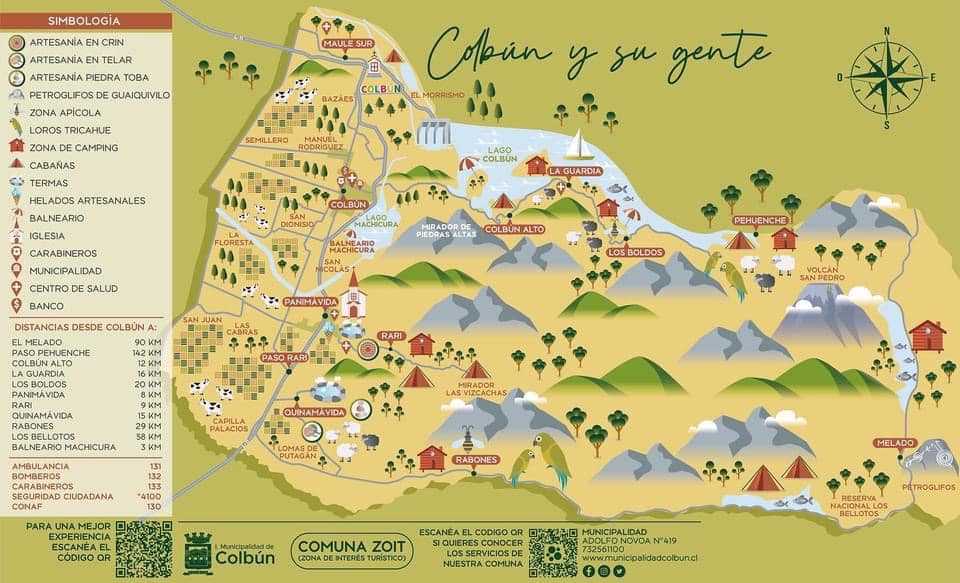 SIMBOLOGÍA
ARTESANÍA EN CRIN
ARTESANÍA EN TELAR
ARTESANÍA PIEDRA TOBA
PETROGLIFOS DE GUAIQUIVILO
ZONA APÍCOLA
LOROS TRICAHUE
ZONA DE CAMPING
CABAÑAS
TERMAS
HELADOS ARTESANALES
BALNEARIO
IGLESIA
CARABINEROS
MUNICIPALIDAD
CENTRO DE SALUD
BANCO
DISTANCIAS DESDE COLBÚN A:
EL MELADO 90 KM
PASO PEHUENCHE 142 KM
COLBÚN ALTO 12 KM
LA GUARDIA 16 KM
LOS BOLDOS 20 KM
PANIMÁVIDA 8 KM
RARI 9 KM
QUINAMÁVIDA 15 KM
RABONES 29 KM
LOS BELLOTOS 58 KM
BALNEARIO MACHICURA 3 KM
AMBULANCIA 131
BOMBEROS 132
CARABINEROS 133
SEGURIDAD CIUDADANA *4100
CONAF 130
Colbún y su gente
N
O
E
S
MAULE SUR
COLBÚN
EL MORRISMO
BAZÁES
SEMILLERO
MANUEL
RODRÍGUEZ
LAGO
COLBÚN
LA GUARDIA
COLBÚN
SAN
DIONISIO
LAGO
MACHICURA
MIRADOR DE
PIEDRAS ALTAS
COLBÚN ALTO
PEHUENCHE
LA
FLORESTA
BALNEARIO
MACHICURA
LOS BOLDOS
SAN
NICOLÁS
VOLCÁN
SAN PEDRO
PANIMÁVIDA
SAN JUAN
LAS
CABRAS
RARI
PASO RARI
MIRADOR
LAS VIZCACHAS
QUINAMÁVIDA
CAPILLA
PALACIOS
LOMAS DE
PUTAGÁN
RABONES
MELADO
PETROGLIFOS
RESERVA
NACIONAL LOS
BELLOTOS
PARA UNA MEJOR
EXPERIENCIA
ESCANÉA EL
CÓDIGO QR
I. Municipalidad de
Colbún
COMUNA ZOIT
(ZONA DE INTERÉS TURÍSTICO)
ESCANÉA EL CODIGO QR
SI QUIERES CONOCER
LOS SERVICIOS DE
NUESTRA COMUNA
MUNICIPALIDAD
ADOLFO NOVOA Nº419
732561100
www.municipalidadcolbun.cl